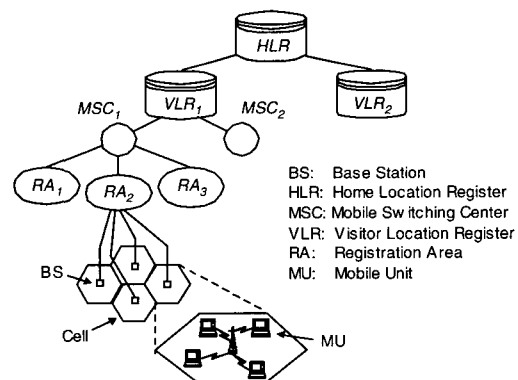 HLR
VLR1
VLR2
MSC1
MSC2
RA1
RA2
RA3
BS: Base Station
HLR: Home Location Register
MSC: Mobile Switching Center
VLR: Visitor Location Register
RA: Registration Area
MU: Mobile Unit
BS
Cell
MU